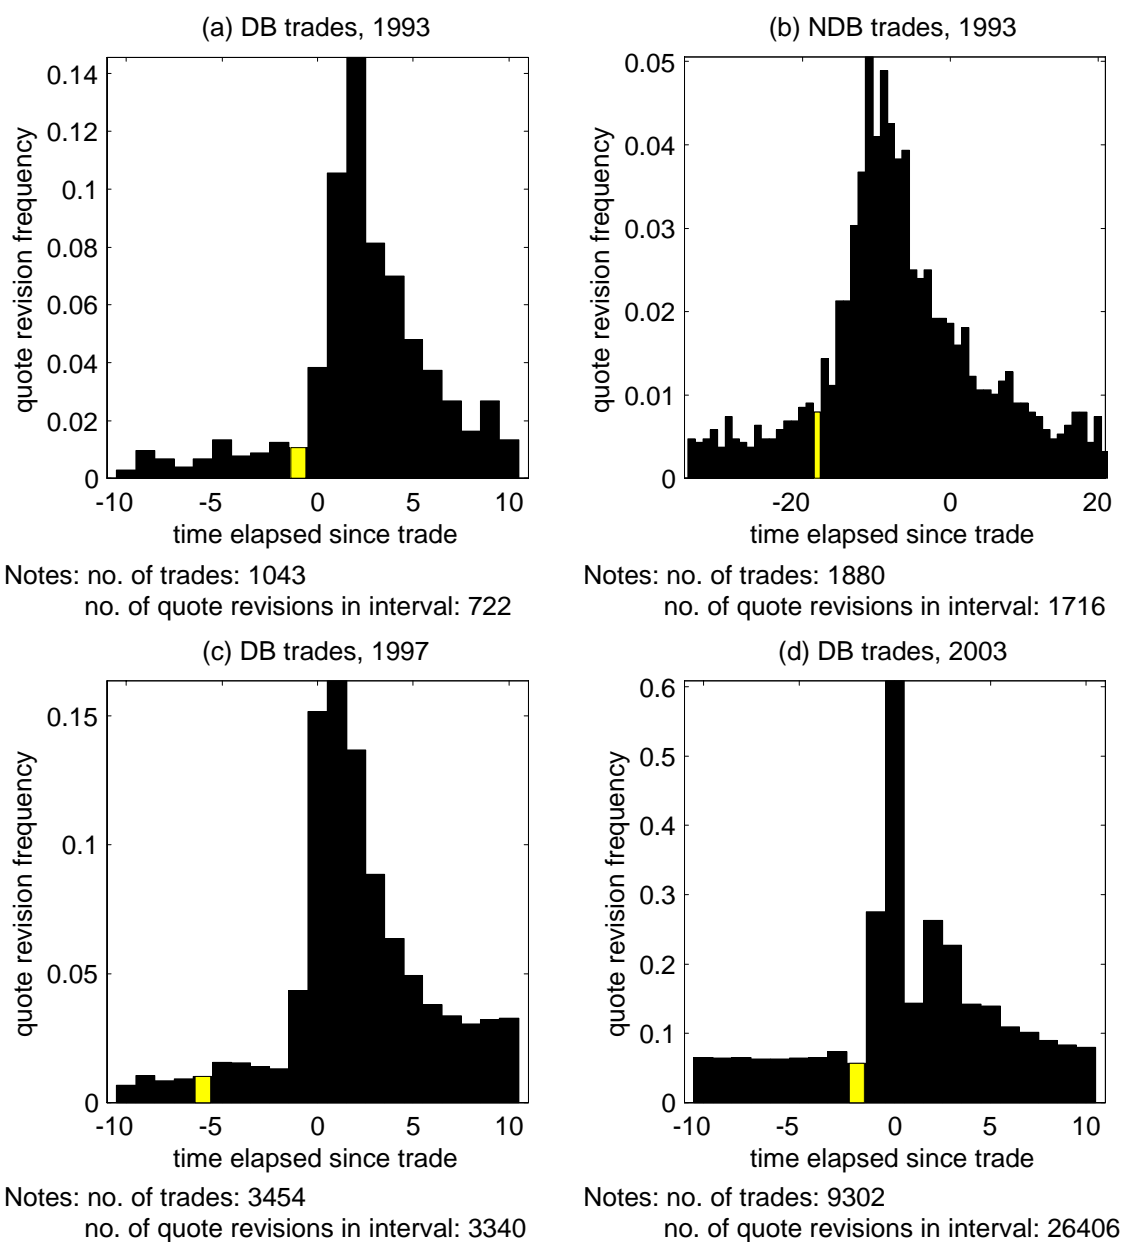 (a) DB trades, 1993
0.14
0.12
0.1
0.08
0.06
0.04
0.02
0
quote revision frequency
-10 -5 0 5 10
time elapsed since trade
Notes: no. of trades: 1043
no. of quote revisions in interval: 722
(b) NDB trades, 1993
0.05
0.04
0.03
0.02
0.01
0
quote revision frequency
-20 0 20
time elapsed since trade
Notes: no. of trades: 1880
no. of quote revisions in interval: 1716
(c) DB trades, 1997
0.15
0.1
0.05
0
quote revision frequency
-10 -5 0 5 10
time elapsed since trade
Notes: no. of trades: 3454
no. of quote revisions in interval: 3340
(d) DB trades, 2003
0.6
0.5
0.4
0.3
0.2
0.1
0
quote revision frequency
-10 -5 0 5 10
time elapsed since trade
Notes: no. of trades: 9302
no. of quote revisions in interval: 26406